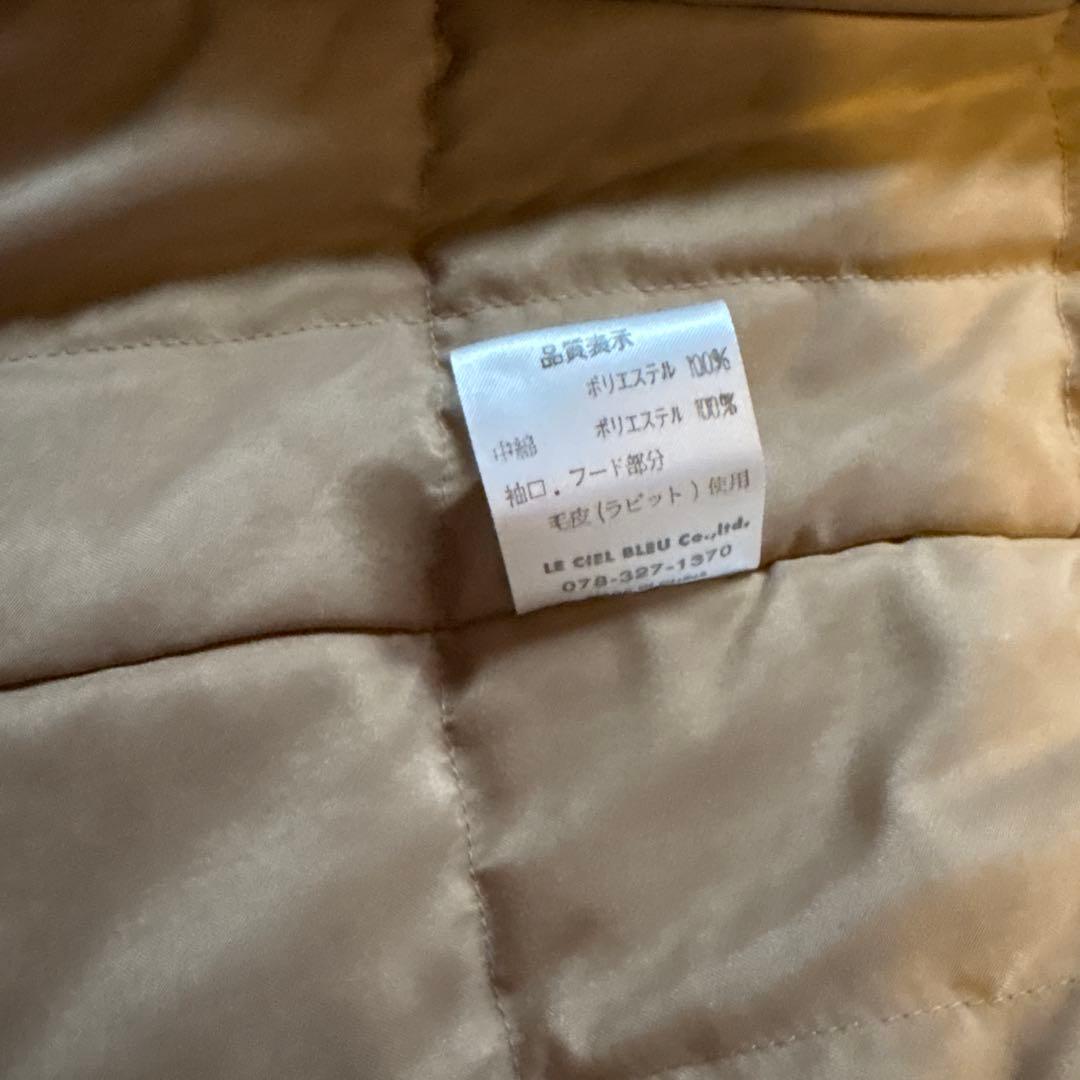 品質表示
ポリエステル 100%
中綿 ポリエステル 100%
袖口．フード部分
毛皮(ラビット)使用
LE CIEL BLEU Co.,ltd.
078-327-1370